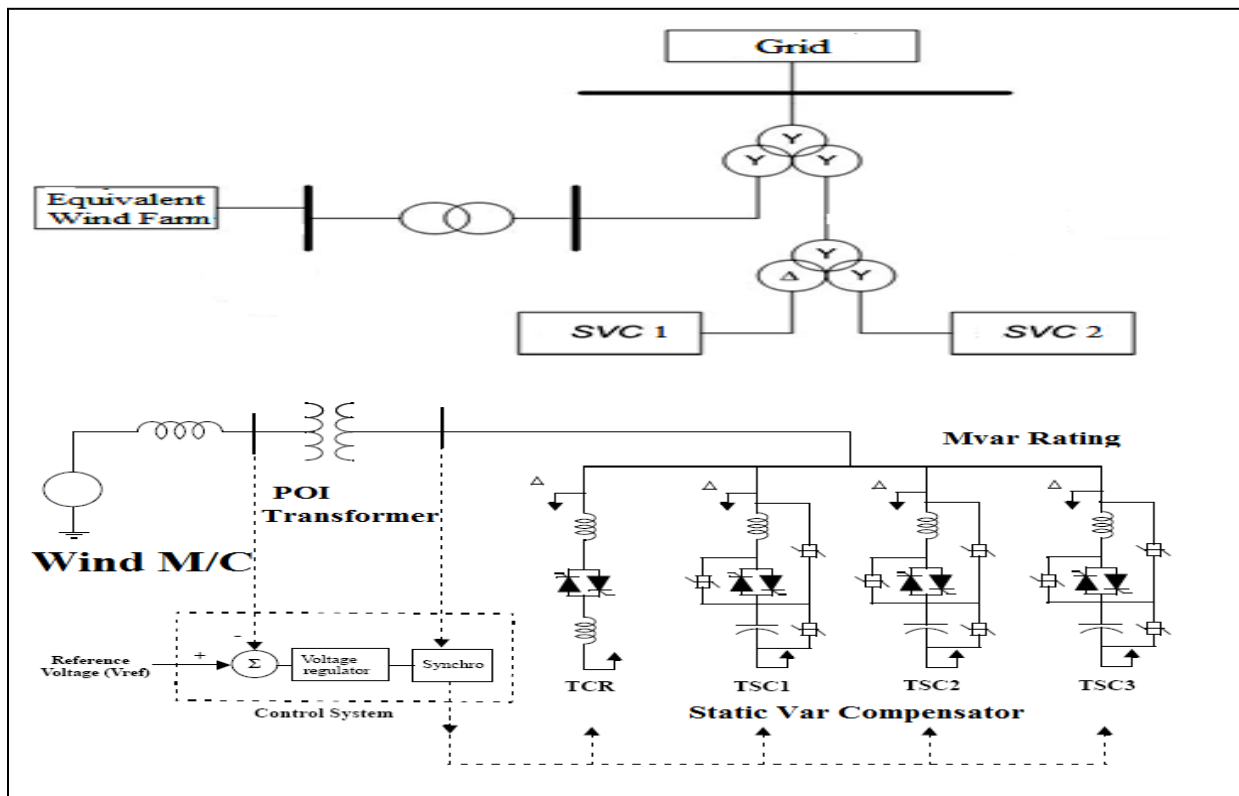 Grid
Y
Y Y
Equivalent
Wind Farm
Y
Δ Y
SVC 1
SVC 2
Mvar Rating
Δ Δ Δ Δ
POI
Transformer
Wind M/C
-
+
Reference
Voltage (Vref)
Σ
Voltage
regulator
Synchro
Control System
TCR TSC1 TSC2 TSC3
Static Var Compensator